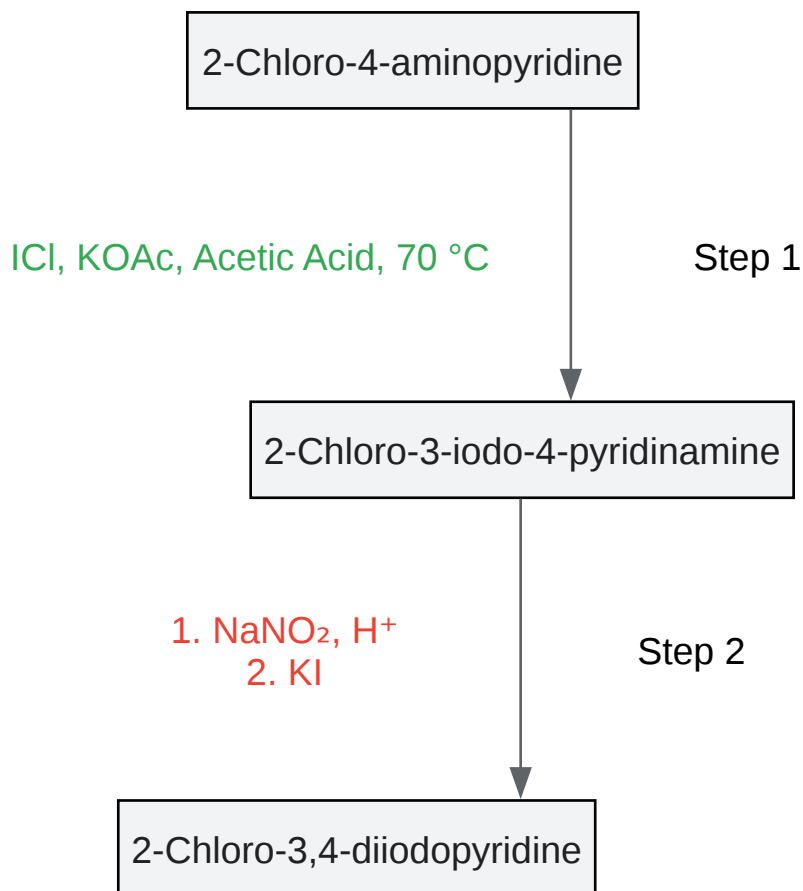 2-Chloro-4-aminopyridine
ICl, KOAc, Acetic Acid, 70 °C
Step 1
2-Chloro-3-iodo-4-pyridinamine
1. NaNO₂, H⁺
2. KI
Step 2
2-Chloro-3,4-diiodopyridine